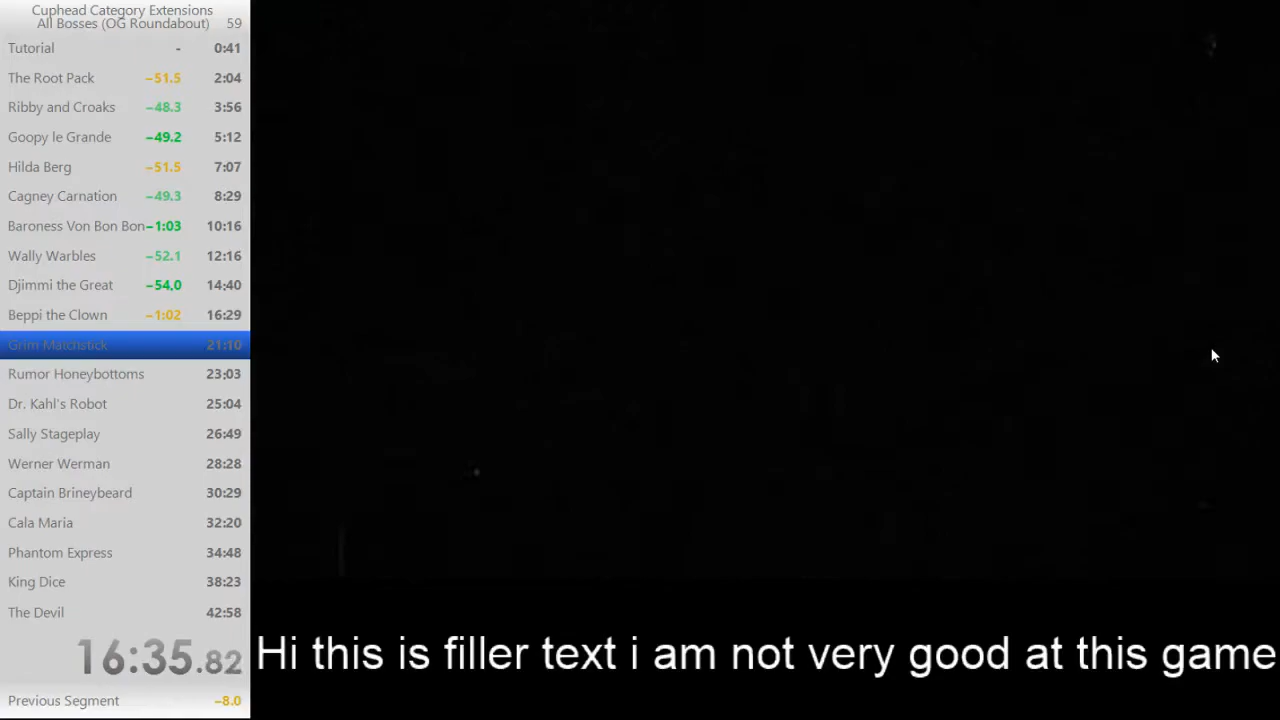 Cuphead Category Extensions
All Bosses (OG Roundabout) 59
Tutorial - 0:41
The Root Pack −51.5 2:04
Ribby and Croaks −48.3 3:56
Goopy le Grande −49.2 5:12
Hilda Berg −51.5 7:07
Cagney Carnation −49.3 8:29
Baroness Von Bon Bon −1:03 10:16
Wally Warbles −52.1 12:16
Djimmi the Great −54.0 14:40
Beppi the Clown −1:02 16:29
Grim Matchstick 21:10
Rumor Honeybottoms 23:03
Dr. Kahl's Robot 25:04
Sally Stageplay 26:49
Werner Werman 28:28
Captain Brineybeard 30:29
Cala Maria 32:20
Phantom Express 34:48
King Dice 38:23
The Devil 42:58
16:35.82
Hi this is filler text i am not very good at this game
Previous Segment −8.0